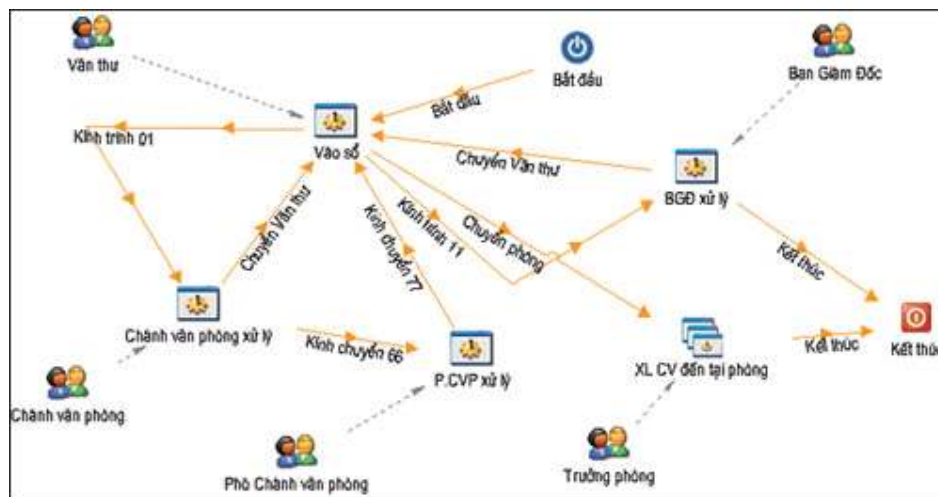 Văn thư
Bắt đầu
Ban Giám Đốc
Bắt đầu
Kính trình 01
Vào sổ
Chuyển Văn thư
BGĐ xử lý
Chuyển Văn thư
Kính chuyển 77
Kính trình 11
Chuyển phòng
Kết thúc
Chánh văn phòng xử lý
Kính chuyển 66
P.CVP xử lý
XL CV đến tại phòng
Kết thúc
Kết thúc
Chánh văn phòng
Phó Chánh văn phòng
Trưởng phòng